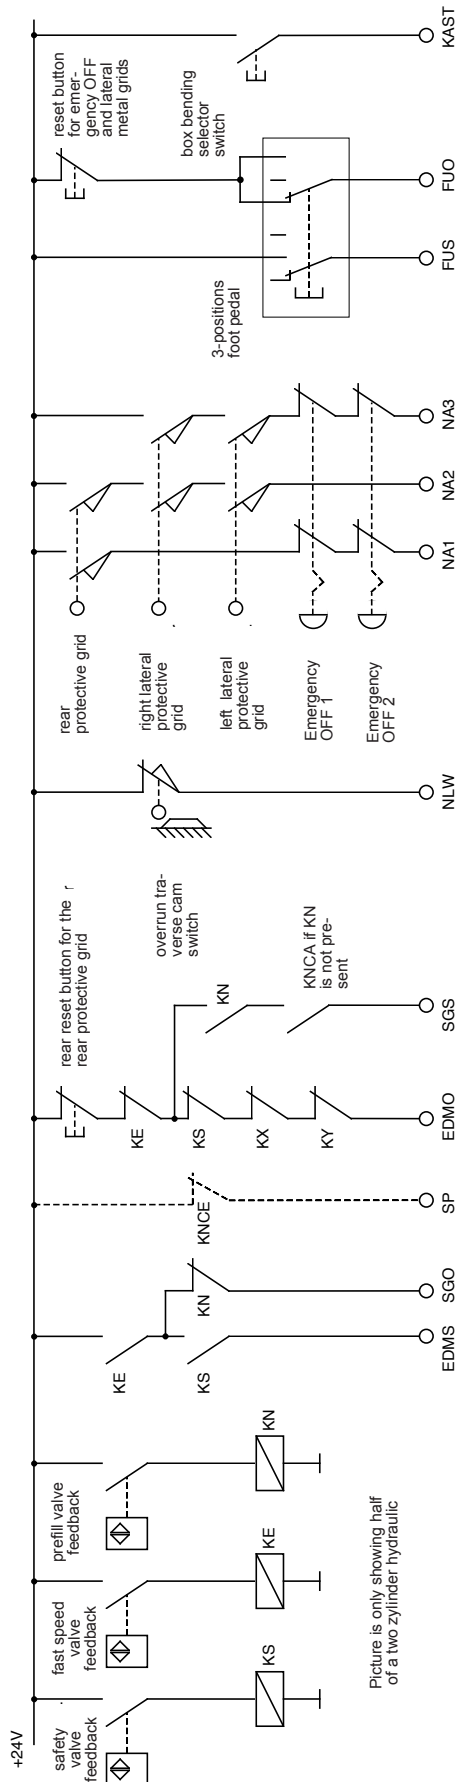 +24V
safety
valve
feedback
KS
fast speed
valve
feedback
KE
prefill valve
feedback
KN
Picture is only showing half
of a two zylinder hydraulic
KE
KS
KN
EDMS
SGO
KNCE
SP
rear reset button for the r
rear protective grid
KE
KS
KX
KY
KN
KNCA if KN
is not pre-
sent
EDMO
SGS
overrun tra-
verse cam
switch
NLW
rear
protective grid
right lateral
protective
grid
left lateral
protective
grid
Emergency
OFF 1
Emergency
OFF 2
NA1
NA2
NA3
3-positions
foot pedal
FUS
reset button
for emer-
gency OFF
and lateral
metal grids
box bending
selector
switch
FUO
KAST